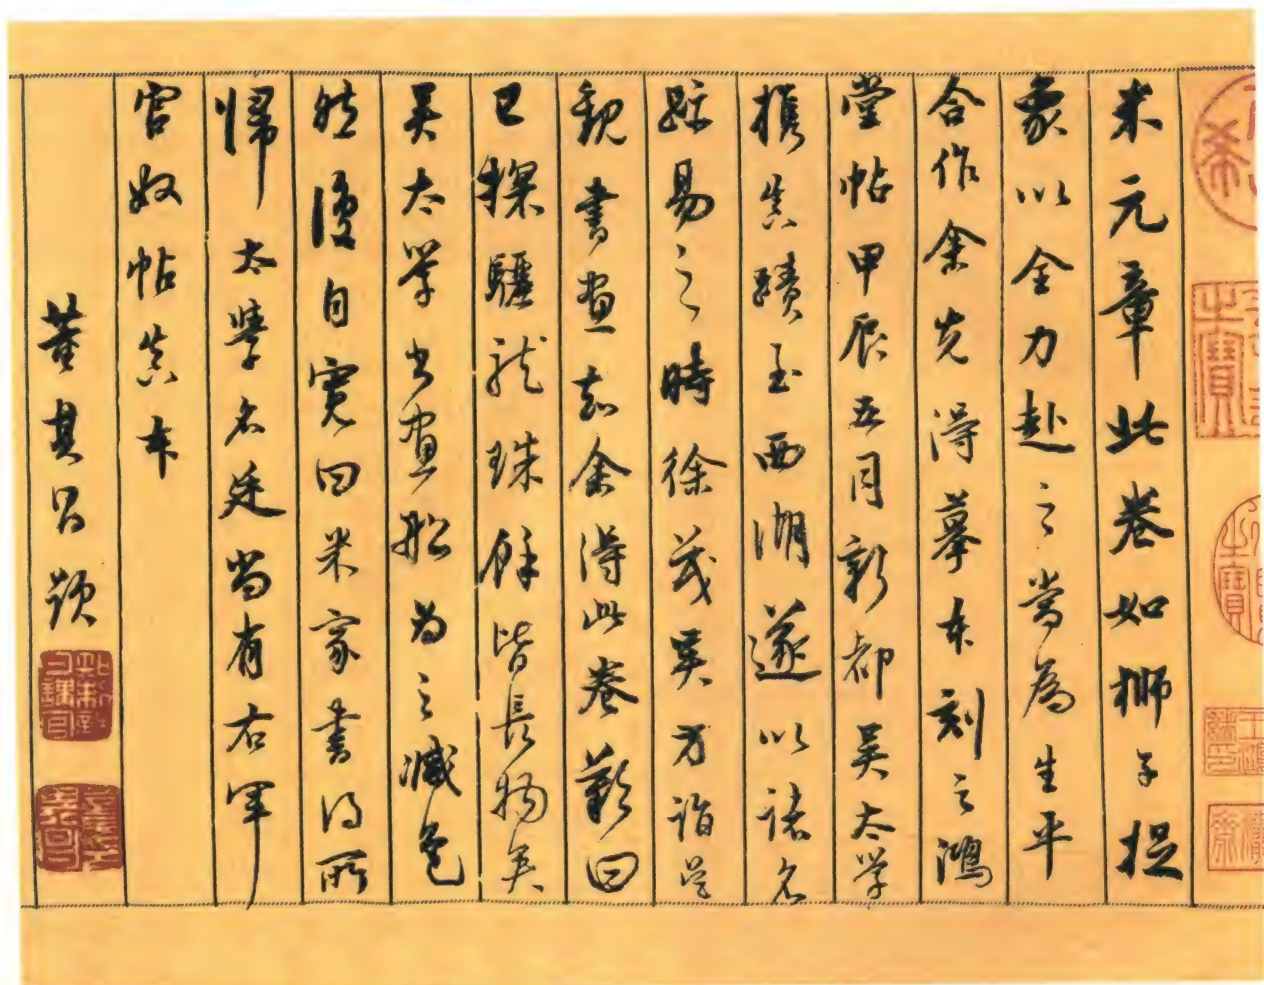 米元章此卷如獅子捉
象以全力赴之當為生平
合作余先得摹本刻之鴻
堂帖甲辰五月新都吳太學
携真蹟至西湖遂以諸名
跡易之時徐茂吳方詣吳
觀書畫知余得此卷歎曰
已探驪龍珠餘皆長物矣
吳太學書畫船為之減色
然復自寬曰米家書得所
歸太學名廷尚有右軍
官奴帖真本
董其昌題